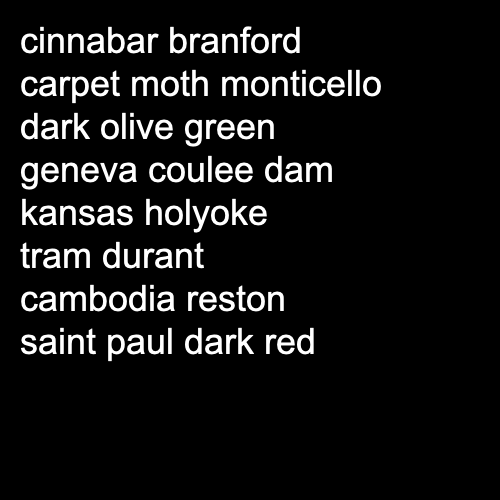 cinnabar branford
carpet moth monticello
dark olive green
geneva coulee dam
kansas holyoke
tram durant
cambodia reston
saint paul dark red